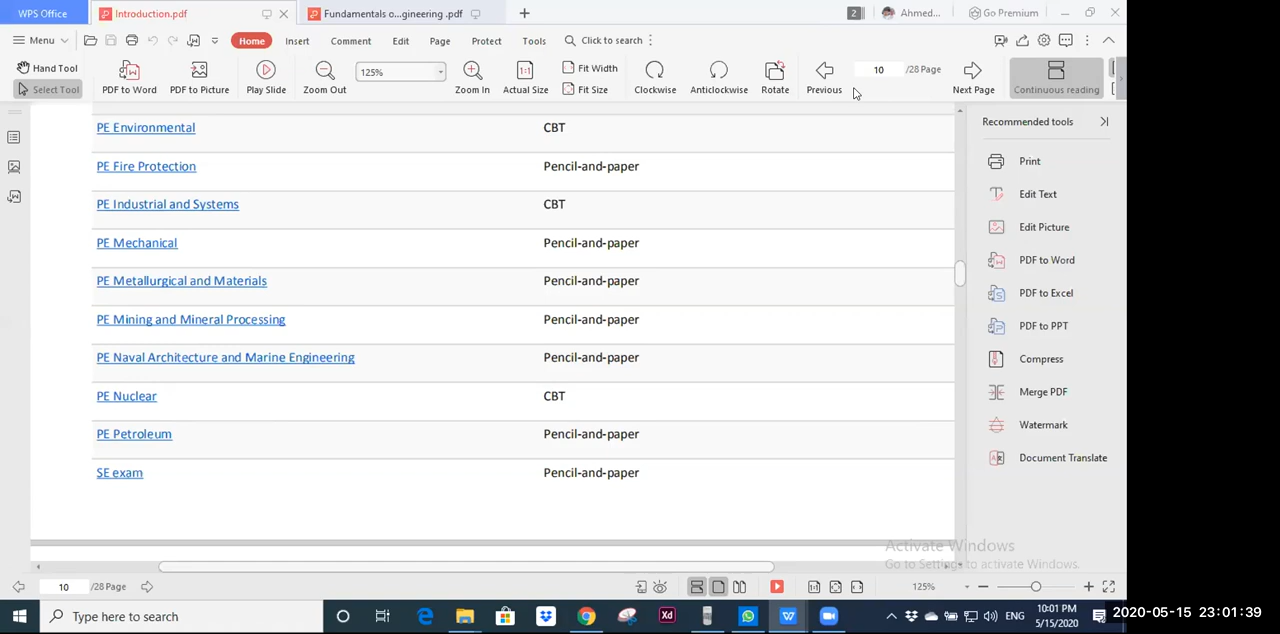 WPS Office
Introduction.pdf
Fundamentals o...gineering .pdf
2
Ahmed...
Go Premium
Menu
Home
Insert
Comment
Edit
Page
Protect
Tools
Click to search
Hand Tool
Select Tool
PDF to Word
PDF to Picture
Play Slide
Zoom Out
125%
Zoom In
1:1
Actual Size
Fit Width
Fit Size
Clockwise
Anticlockwise
Rotate
Previous
10
/28 Page
Next Page
Continuous reading
PE Environmental CBT
PE Fire Protection Pencil-and-paper
PE Industrial and Systems CBT
PE Mechanical Pencil-and-paper
PE Metallurgical and Materials Pencil-and-paper
PE Mining and Mineral Processing Pencil-and-paper
PE Naval Architecture and Marine Engineering Pencil-and-paper
PE Nuclear CBT
PE Petroleum Pencil-and-paper
SE exam Pencil-and-paper
Recommended tools
Print
Edit Text
Edit Picture
PDF to Word
PDF to Excel
PDF to PPT
Compress
Merge PDF
Watermark
Document Translate
Activate Windows
Go to Settings to activate Windows.
10 /28 Page
125%
Type here to search
Xd
ENG
10:01 PM
5/15/2020
2020-05-15 23:01:39